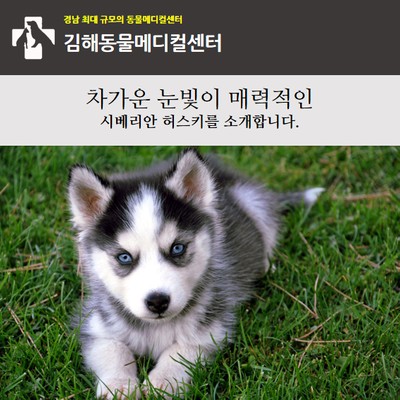 경남 최대 규모의 동물메디컬센터
김해동물메디컬센터
차가운 눈빛이 매력적인
시베리안 허스키를 소개합니다.